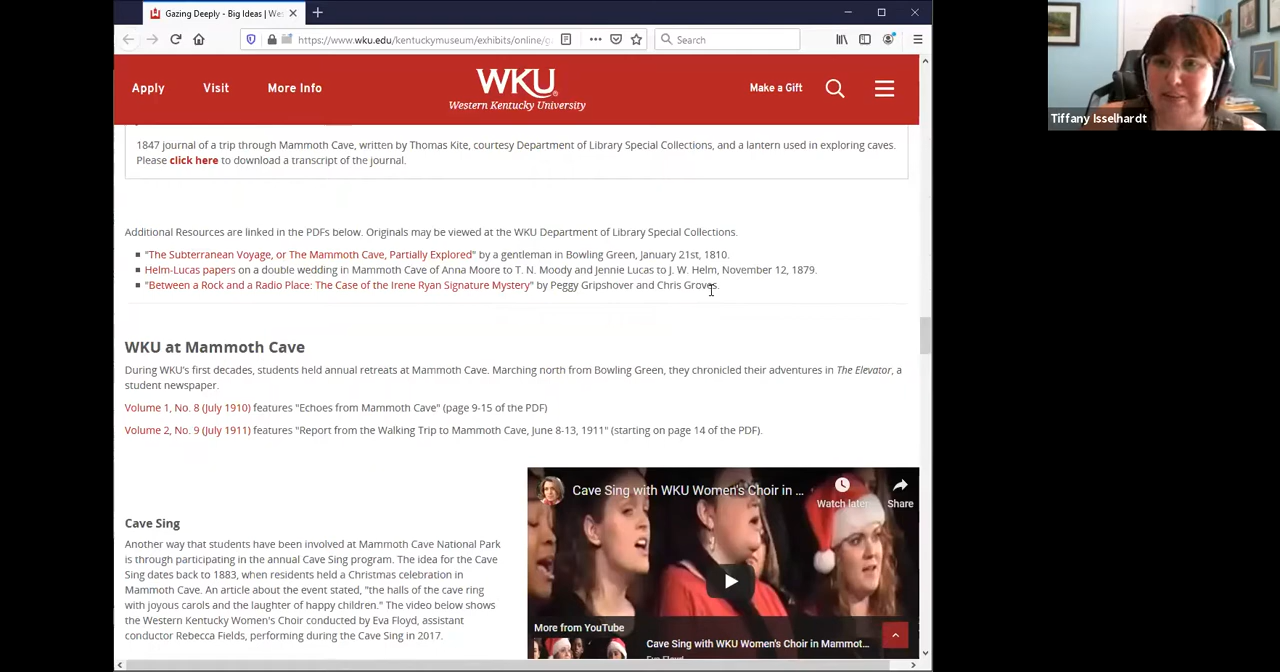 Gazing Deeply - Big Ideas | Wes
https://www.wku.edu/kentuckymuseum/exhibits/online/g
Search
Tiffany Isselhardt
Apply
Visit
More Info
WKU
Western Kentucky University
Make a Gift
1847 journal of a trip through Mammoth Cave, written by Thomas Kite, courtesy Department of Library Special Collections, and a lantern used in exploring caves.
Please click here to download a transcript of the journal.
Additional Resources are linked in the PDFs below. Originals may be viewed at the WKU Department of Library Special Collections.
"The Subterranean Voyage, or The Mammoth Cave, Partially Explored" by a gentleman in Bowling Green, January 21st, 1810.
Helm-Lucas papers on a double wedding in Mammoth Cave of Anna Moore to T. N. Moody and Jennie Lucas to J. W. Helm, November 12, 1879.
"Between a Rock and a Radio Place: The Case of the Irene Ryan Signature Mystery" by Peggy Gripshover and Chris Groves.
WKU at Mammoth Cave
During WKU's first decades, students held annual retreats at Mammoth Cave. Marching north from Bowling Green, they chronicled their adventures in The Elevator, a
student newspaper.
Volume 1, No. 8 (July 1910) features "Echoes from Mammoth Cave" (page 9-15 of the PDF)
Volume 2, No. 9 (July 1911) features "Report from the Walking Trip to Mammoth Cave, June 8-13, 1911" (starting on page 14 of the PDF).
Cave Sing
Another way that students have been involved at Mammoth Cave National Park
is through participating in the annual Cave Sing program. The idea for the Cave
Sing dates back to 1883, when residents held a Christmas celebration in
Mammoth Cave. An article about the event stated, "the halls of the cave ring
with joyous carols and the laughter of happy children." The video below shows
the Western Kentucky Women's Choir conducted by Eva Floyd, assistant
conductor Rebecca Fields, performing during the Cave Sing in 2017.
Cave Sing with WKU Women's Choir in ...
Watch later
Share
More from YouTube
Cave Sing with WKU Women's Choir in Mammot...
Eva Floyd